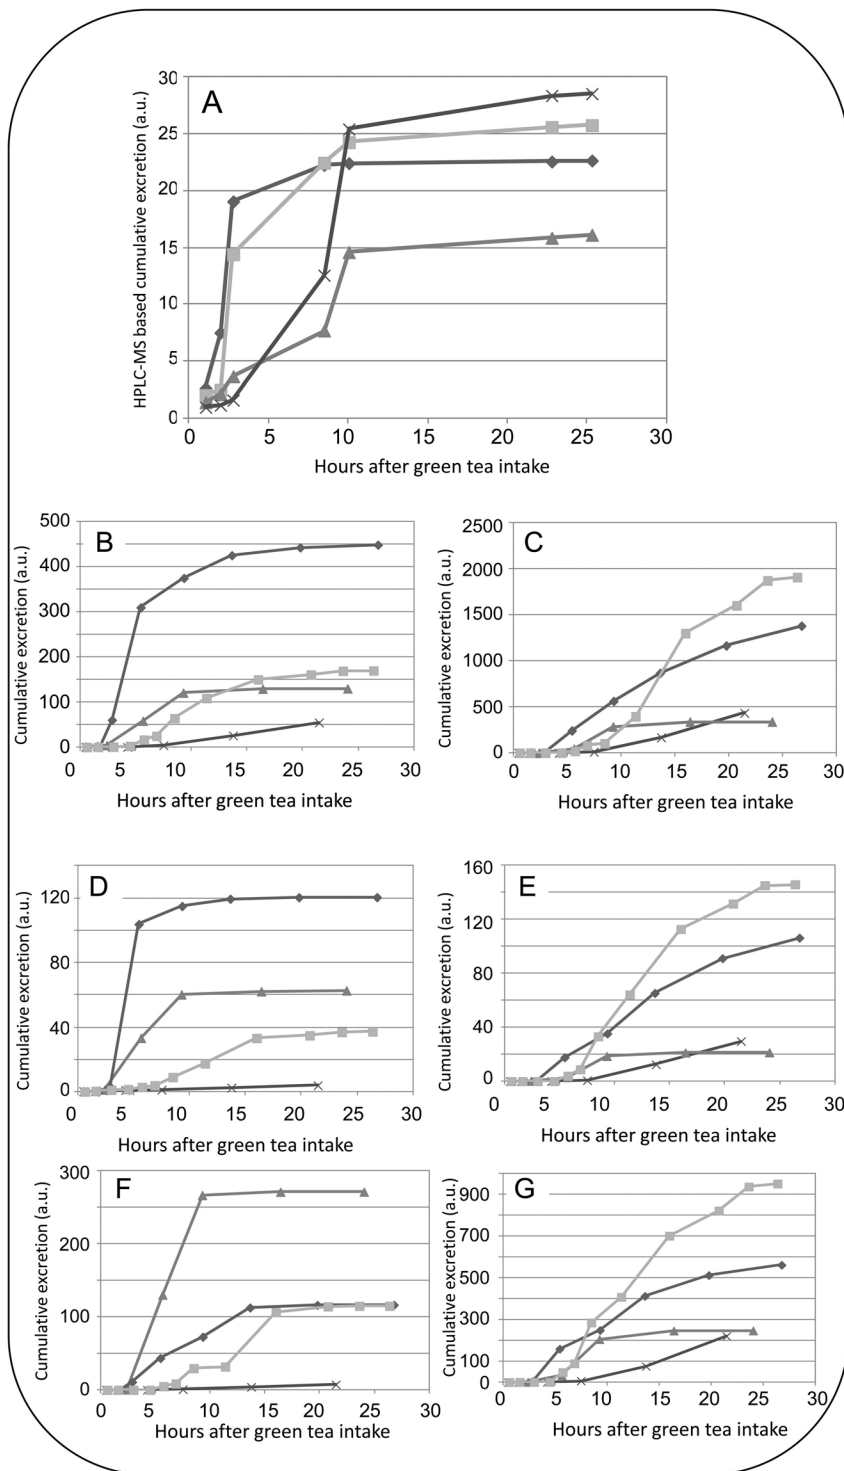 A
HPLC-MS based cumulative excretion (a.u.)
30
25
20
15
10
5
0
0 5 10 15 20 25 30
Hours after green tea intake
B
Cumulative excretion (a.u.)
500
400
300
200
100
0
0 5 10 15 20 25 30
Hours after green tea intake
C
Cumulative excretion (a.u.)
2500
2000
1500
1000
500
0
0 5 10 15 20 25 30
Hours after green tea intake
D
Cumulative excretion (a.u.)
120
80
40
0
0 5 10 15 20 25 30
Hours after green tea intake
E
Cumulative excretion (a.u.)
160
120
80
40
0
0 5 10 15 20 25 30
Hours after green tea intake
F
Cumulative excretion (a.u.)
300
200
100
0
0 5 10 15 20 25 30
Hours after green tea intake
G
Cumulative excretion (a.u.)
900
700
500
300
100
0
0 5 10 15 20 25 30
Hours after green tea intake